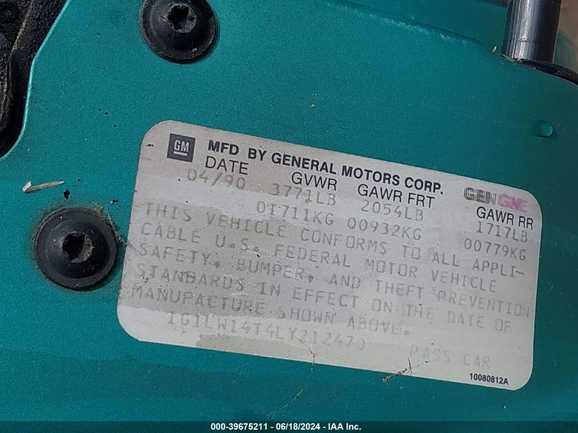 GM MFD BY GENERAL MOTORS CORP.
DATE GVWR GAWR FRT GAWR RR
04/90 3771LB 2054LB 1717LB
01711KG 00932KG 00779KG
THIS VEHICLE CONFORMS TO ALL APPLI-
CABLE U.S. FEDERAL MOTOR VEHICLE
SAFETY, BUMPER, AND THEFT PREVENTION
STANDARDS IN EFFECT ON THE DATE OF
MANUFACTURE SHOWN ABOVE.
PASS CAR
10080812A
000-39675211 - 06/18/2024 - IAA Inc.